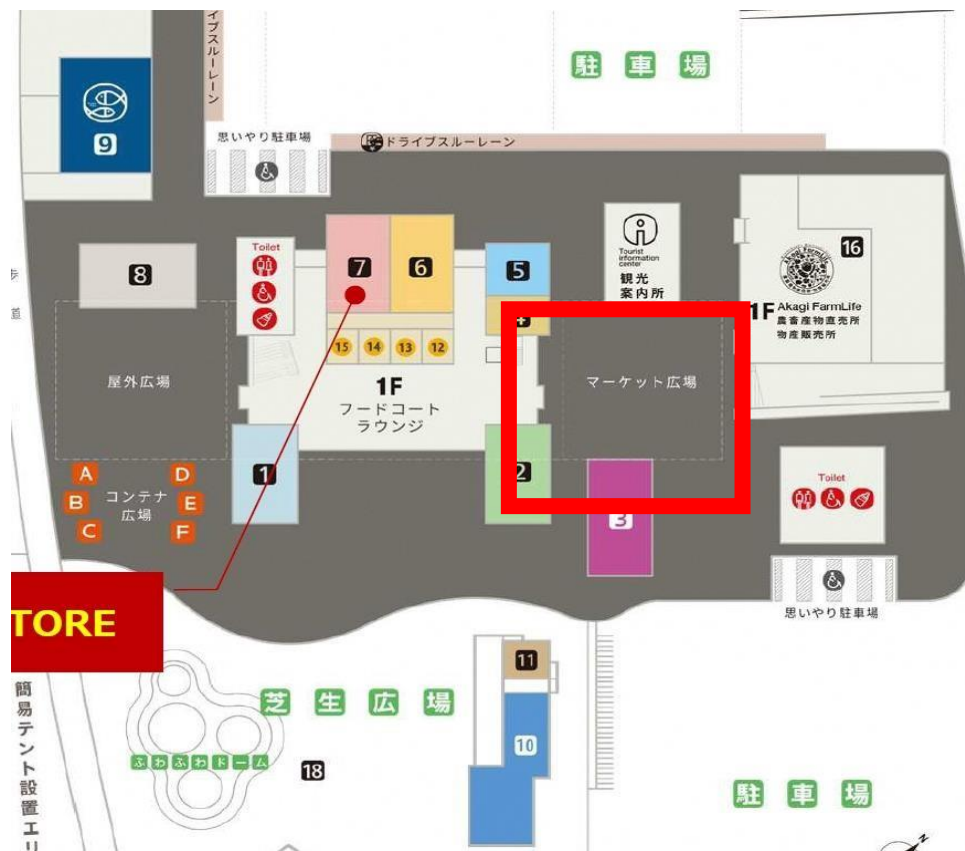 イブスルーレーン
駐車場
9
思いやり駐車場
ドライブスルーレーン
Toilet
8
7
6
5
Tourist
information
center
観光
案内所
16
Akagi FarmLife
1F Akagi FarmLife
農畜産物直売所
物産販売所
道
15
14
13
12
屋外広場
1F
フードコート
ラウンジ
マーケット広場
1
2
3
A
B
C
コンテナ
広場
D
E
F
Toilet
思いやり駐車場
TORE
11
10
芝生広場
ふわふわドーム
18
簡易テント設置エリ
駐車場
N